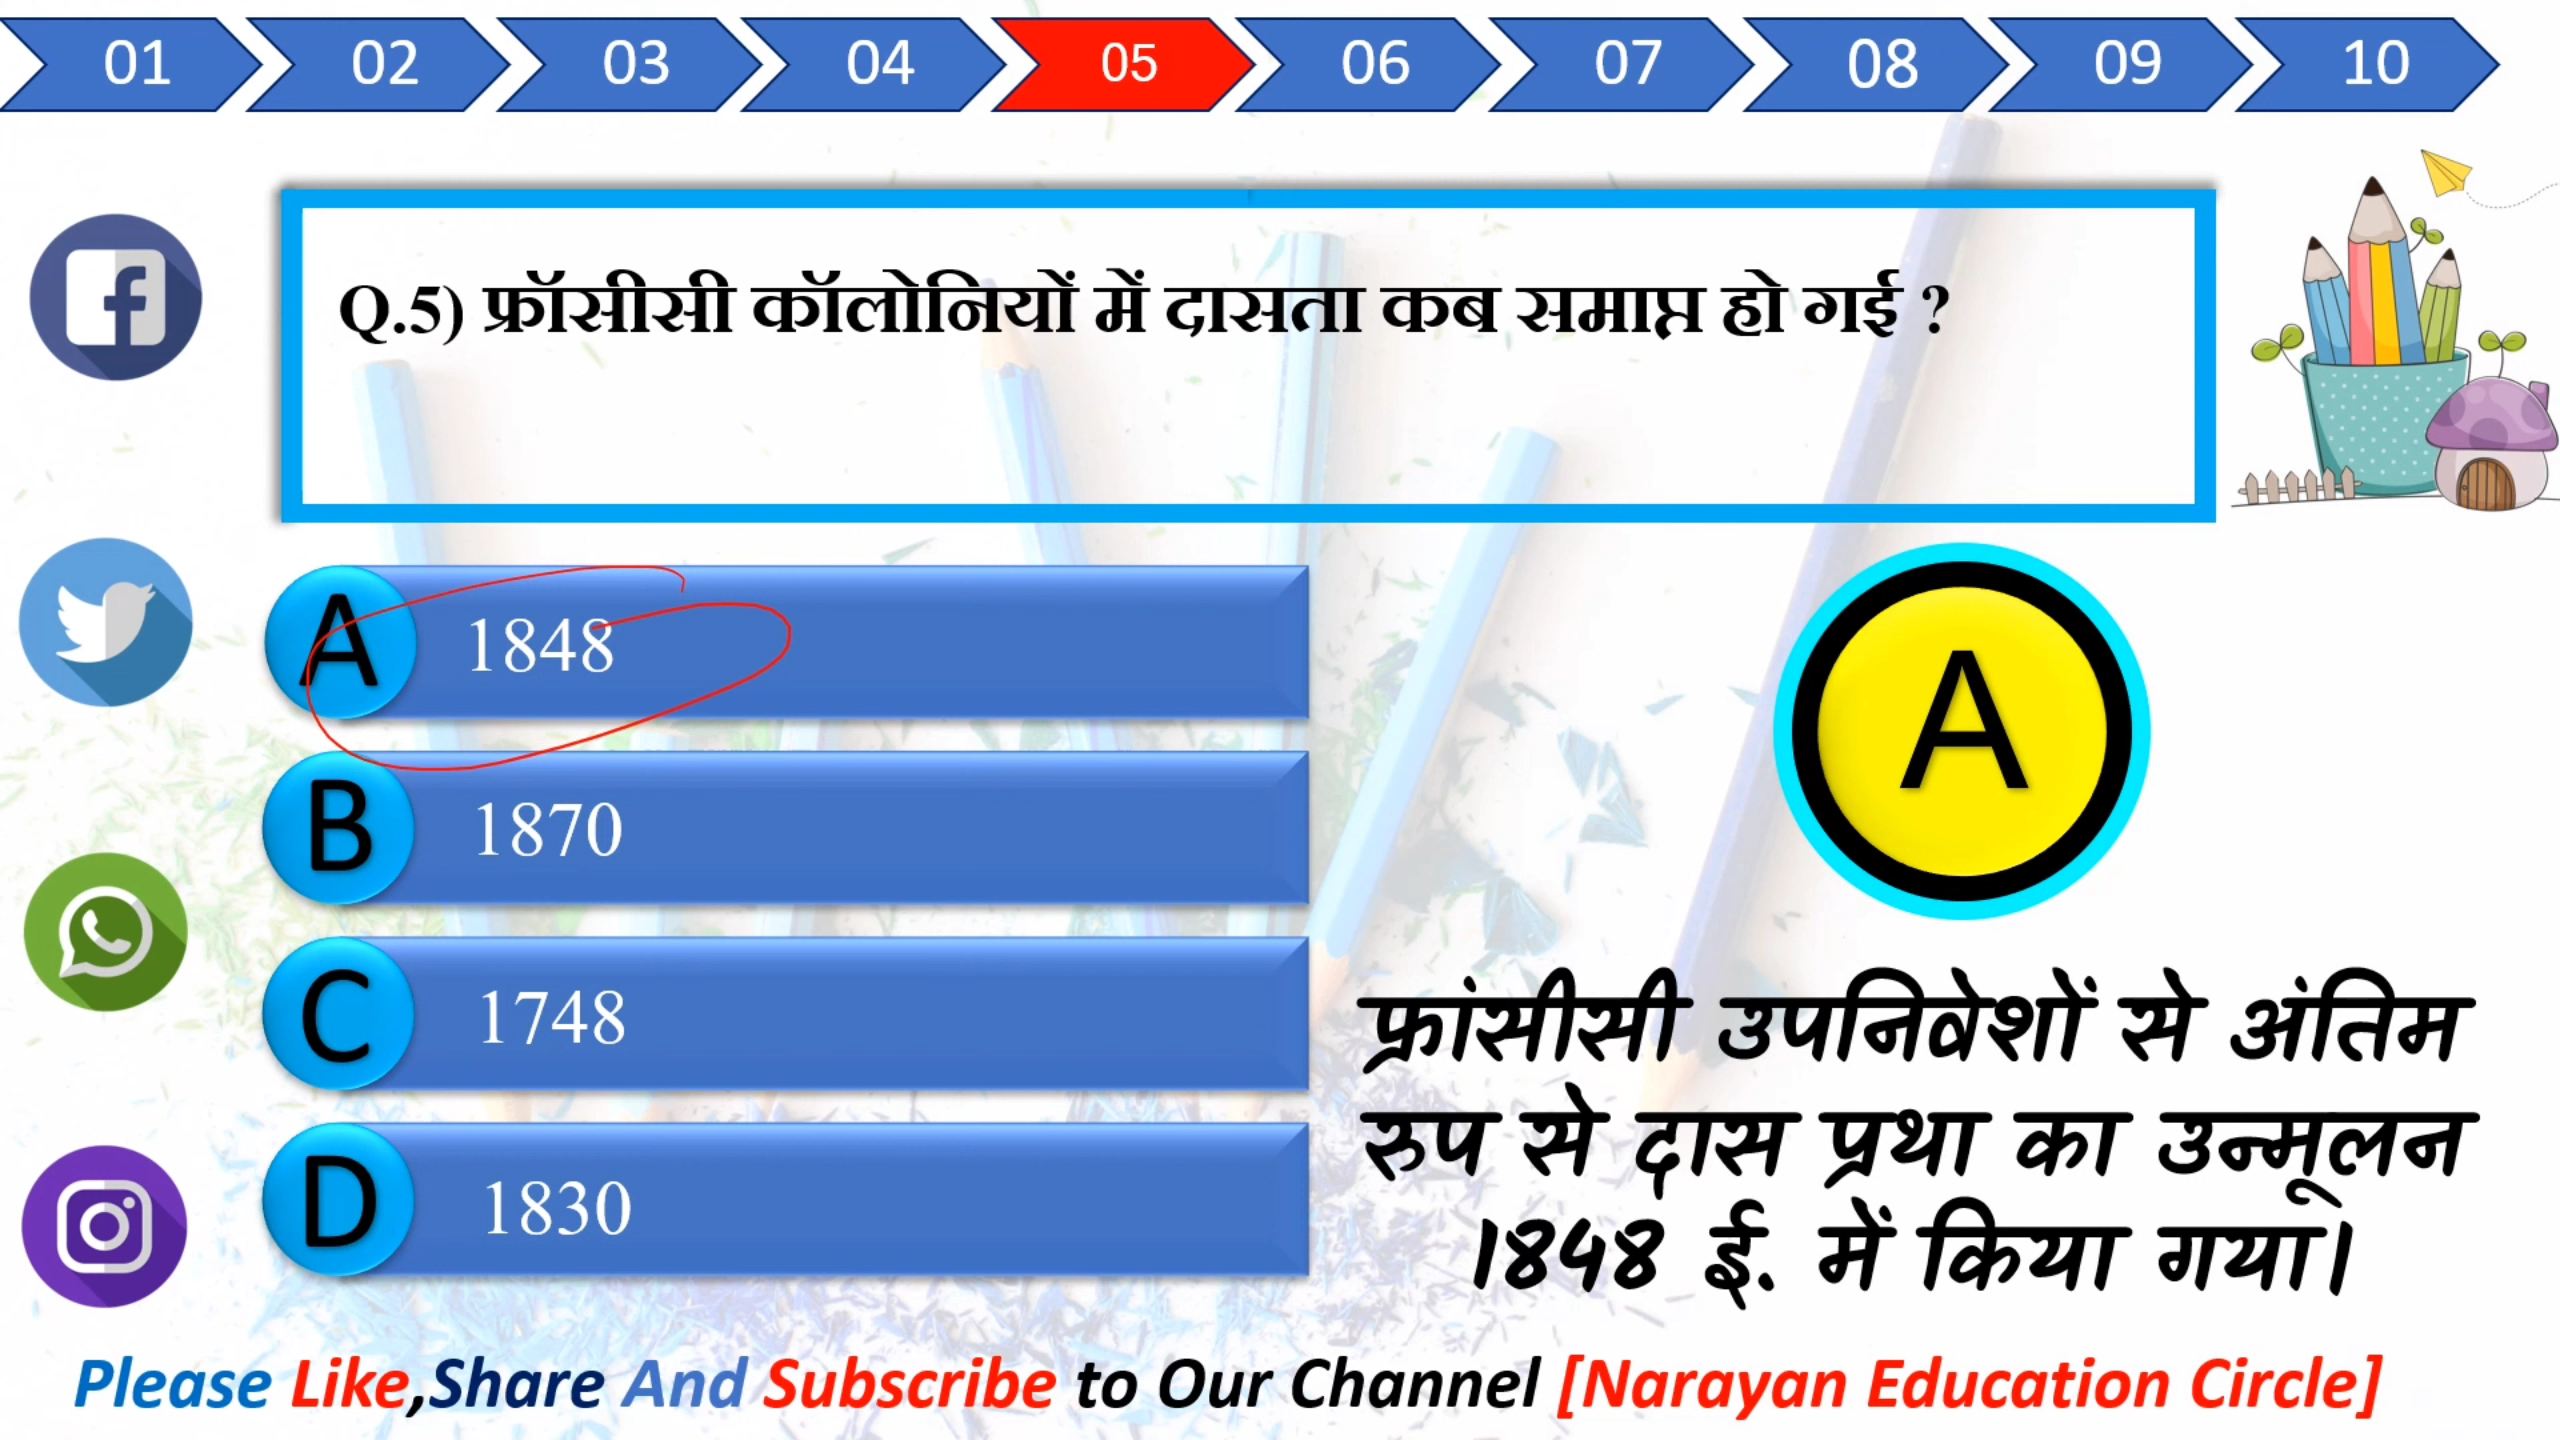 01 02 03 04 05 06 07 08 09 10
Q.5) फ्रॉसीसी कॉलोनियों में दासता कब समाप्त हो गई ?
A 1848
B 1870
C 1748
D 1830
A
फ्रांसीसी उपनिवेशों से अंतिम
रुप से दास प्रथा का उन्मूलन
1848 ई. में किया गया।
Please Like,Share And Subscribe to Our Channel [Narayan Education Circle]